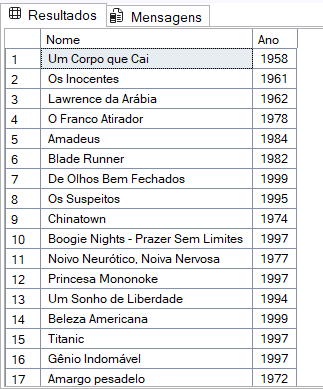 Resultados Mensagens
Nome Ano
1 Um Corpo que Cai 1958
2 Os Inocentes 1961
3 Lawrence da Arábia 1962
4 O Franco Atirador 1978
5 Amadeus 1984
6 Blade Runner 1982
7 De Olhos Bem Fechados 1999
8 Os Suspeitos 1995
9 Chinatown 1974
10 Boogie Nights - Prazer Sem Limites 1997
11 Noivo Neurótico, Noiva Nervosa 1977
12 Princesa Mononoke 1997
13 Um Sonho de Liberdade 1994
14 Beleza Americana 1999
15 Titanic 1997
16 Gênio Indomável 1997
17 Amargo pesadelo 1972